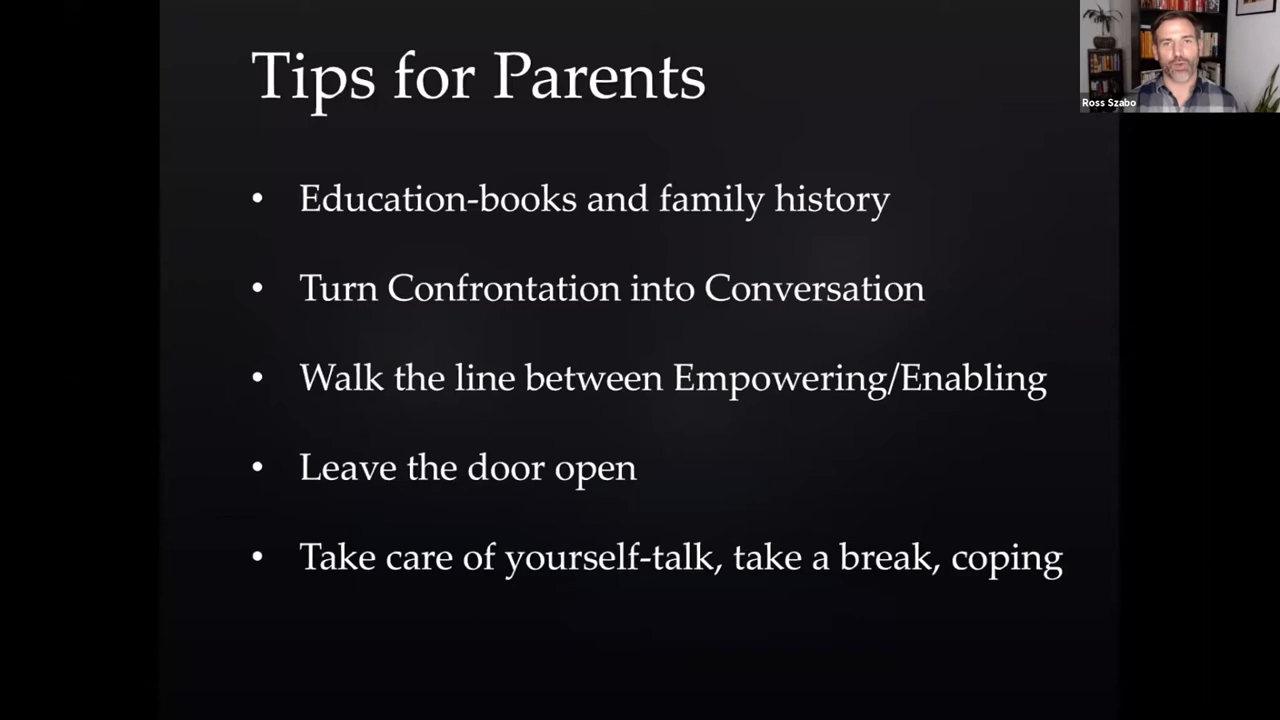 Tips for Parents
Ross Szabo
• Education-books and family history
• Turn Confrontation into Conversation
• Walk the line between Empowering/Enabling
• Leave the door open
• Take care of yourself-talk, take a break, coping